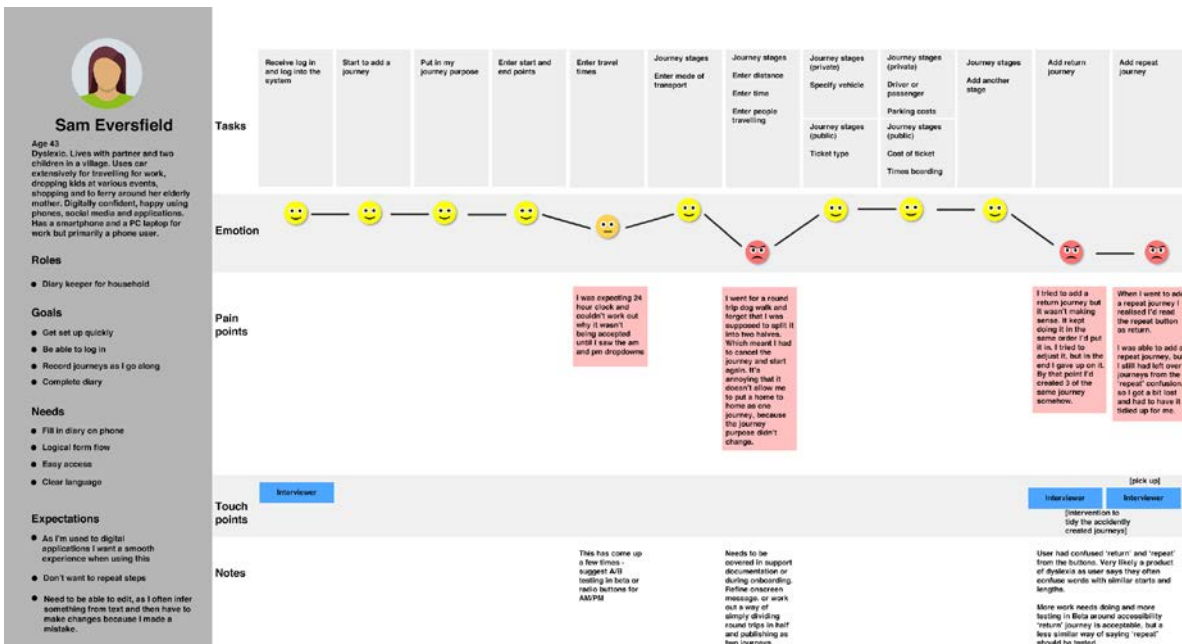 Sam Eversfield
Age 43
Dyslexic. Lives with partner and two
children in a village. Uses car
extensively for travelling for work,
dropping kids at various events,
shopping and to ferry around her elderly
mother. Digitally confident, happy using
phones, social media and applications.
Has a smartphone and a PC laptop for
work but primarily a phone user.
Roles
● Diary keeper for household
Goals
● Get set up quickly
● Be able to log in
● Record journeys as I go along
● Complete diary
Needs
● Fill in diary on phone
● Logical form flow
● Easy access
● Clear language
Expectations
● As I'm used to digital
applications I want a smooth
experience when using this
● Don't want to repeat steps
● Need to be able to edit, as I often infer
something from text and then have to
make changes because I made a
mistake.
Tasks
Receive log in
and log into the
system
Start to add a
journey
Put in my
journey purpose
Enter start and
end points
Enter travel
times
Journey stages
Enter mode of
transport
Journey stages
Enter distance
Enter time
Enter people
travelling
Journey stages
(private)
Specify vehicle
Journey stages
(public)
Ticket type
Journey stages
(private)
Driver or
passenger
Parking costs
Journey stages
(public)
Cost of ticket
Times boarding
Journey stages
Add another
stage
Add return
journey
Add repeat
journey
Emotion
Pain
points
I was expecting 24
hour clock and
couldn't work out
why it wasn't
being accepted
until I saw the am
and pm dropdowns
I went for a round
trip dog walk and
forgot that I was
supposed to split it
into two halves.
Which meant I had
to cancel the
journey and start
again. It's
annoying that it
doesn't allow me
to put a home to
home as one
journey, because
the journey
purpose didn't
change.
I tried to add a
return journey but
it wasn't making
sense. It kept
doing it in the
same order I'd put
it in. I tried to
adjust it, but in the
end I gave up on it.
By that point I'd
created 3 of the
same journey
somehow.
When I went to add
a repeat journey I
realised I'd read
the repeat button
as return.
I was able to add a
repeat journey, but
I still had left over
journeys from the
'repeat' confusion,
so I got a bit lost
and had to have it
tidied up for me.
Touch
points
Interviewer
Interviewer
[Intervention to
tidy the accidently
created journeys]
[pick up]
Interviewer
Notes
This has come up
a few times -
suggest A/B
testing in beta or
radio buttons for
AM/PM
Needs to be
covered in support
documentation or
during onboarding.
Refine onscreen
message, or work
out a way of
simply dividing
round trips in half
and publishing as
two journeys
User had confused 'return' and 'repeat'
from the buttons. Very likely a product
of dyslexia as user says they often
confuse words with similar starts and
lengths.
More work needs doing and more
testing in Beta around accessibility
'return' journey is acceptable, but a
less similar way of saying 'repeat'
should be tested